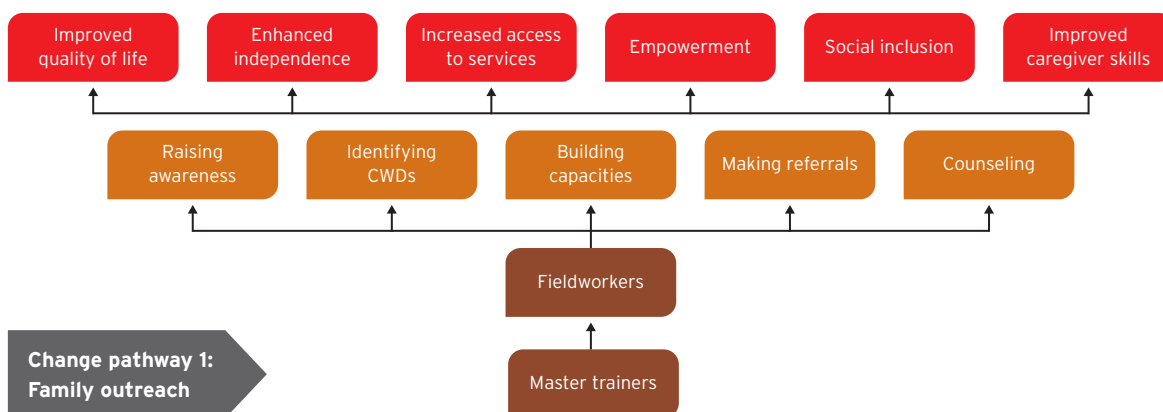 Improved
quality of life
Enhanced
independence
Increased access
to services
Empowerment
Social inclusion
Improved
caregiver skills
Raising
awareness
Identifying
CWDs
Building
capacities
Making referrals
Counseling
Fieldworkers
Change pathway 1:
Family outreach
Master trainers